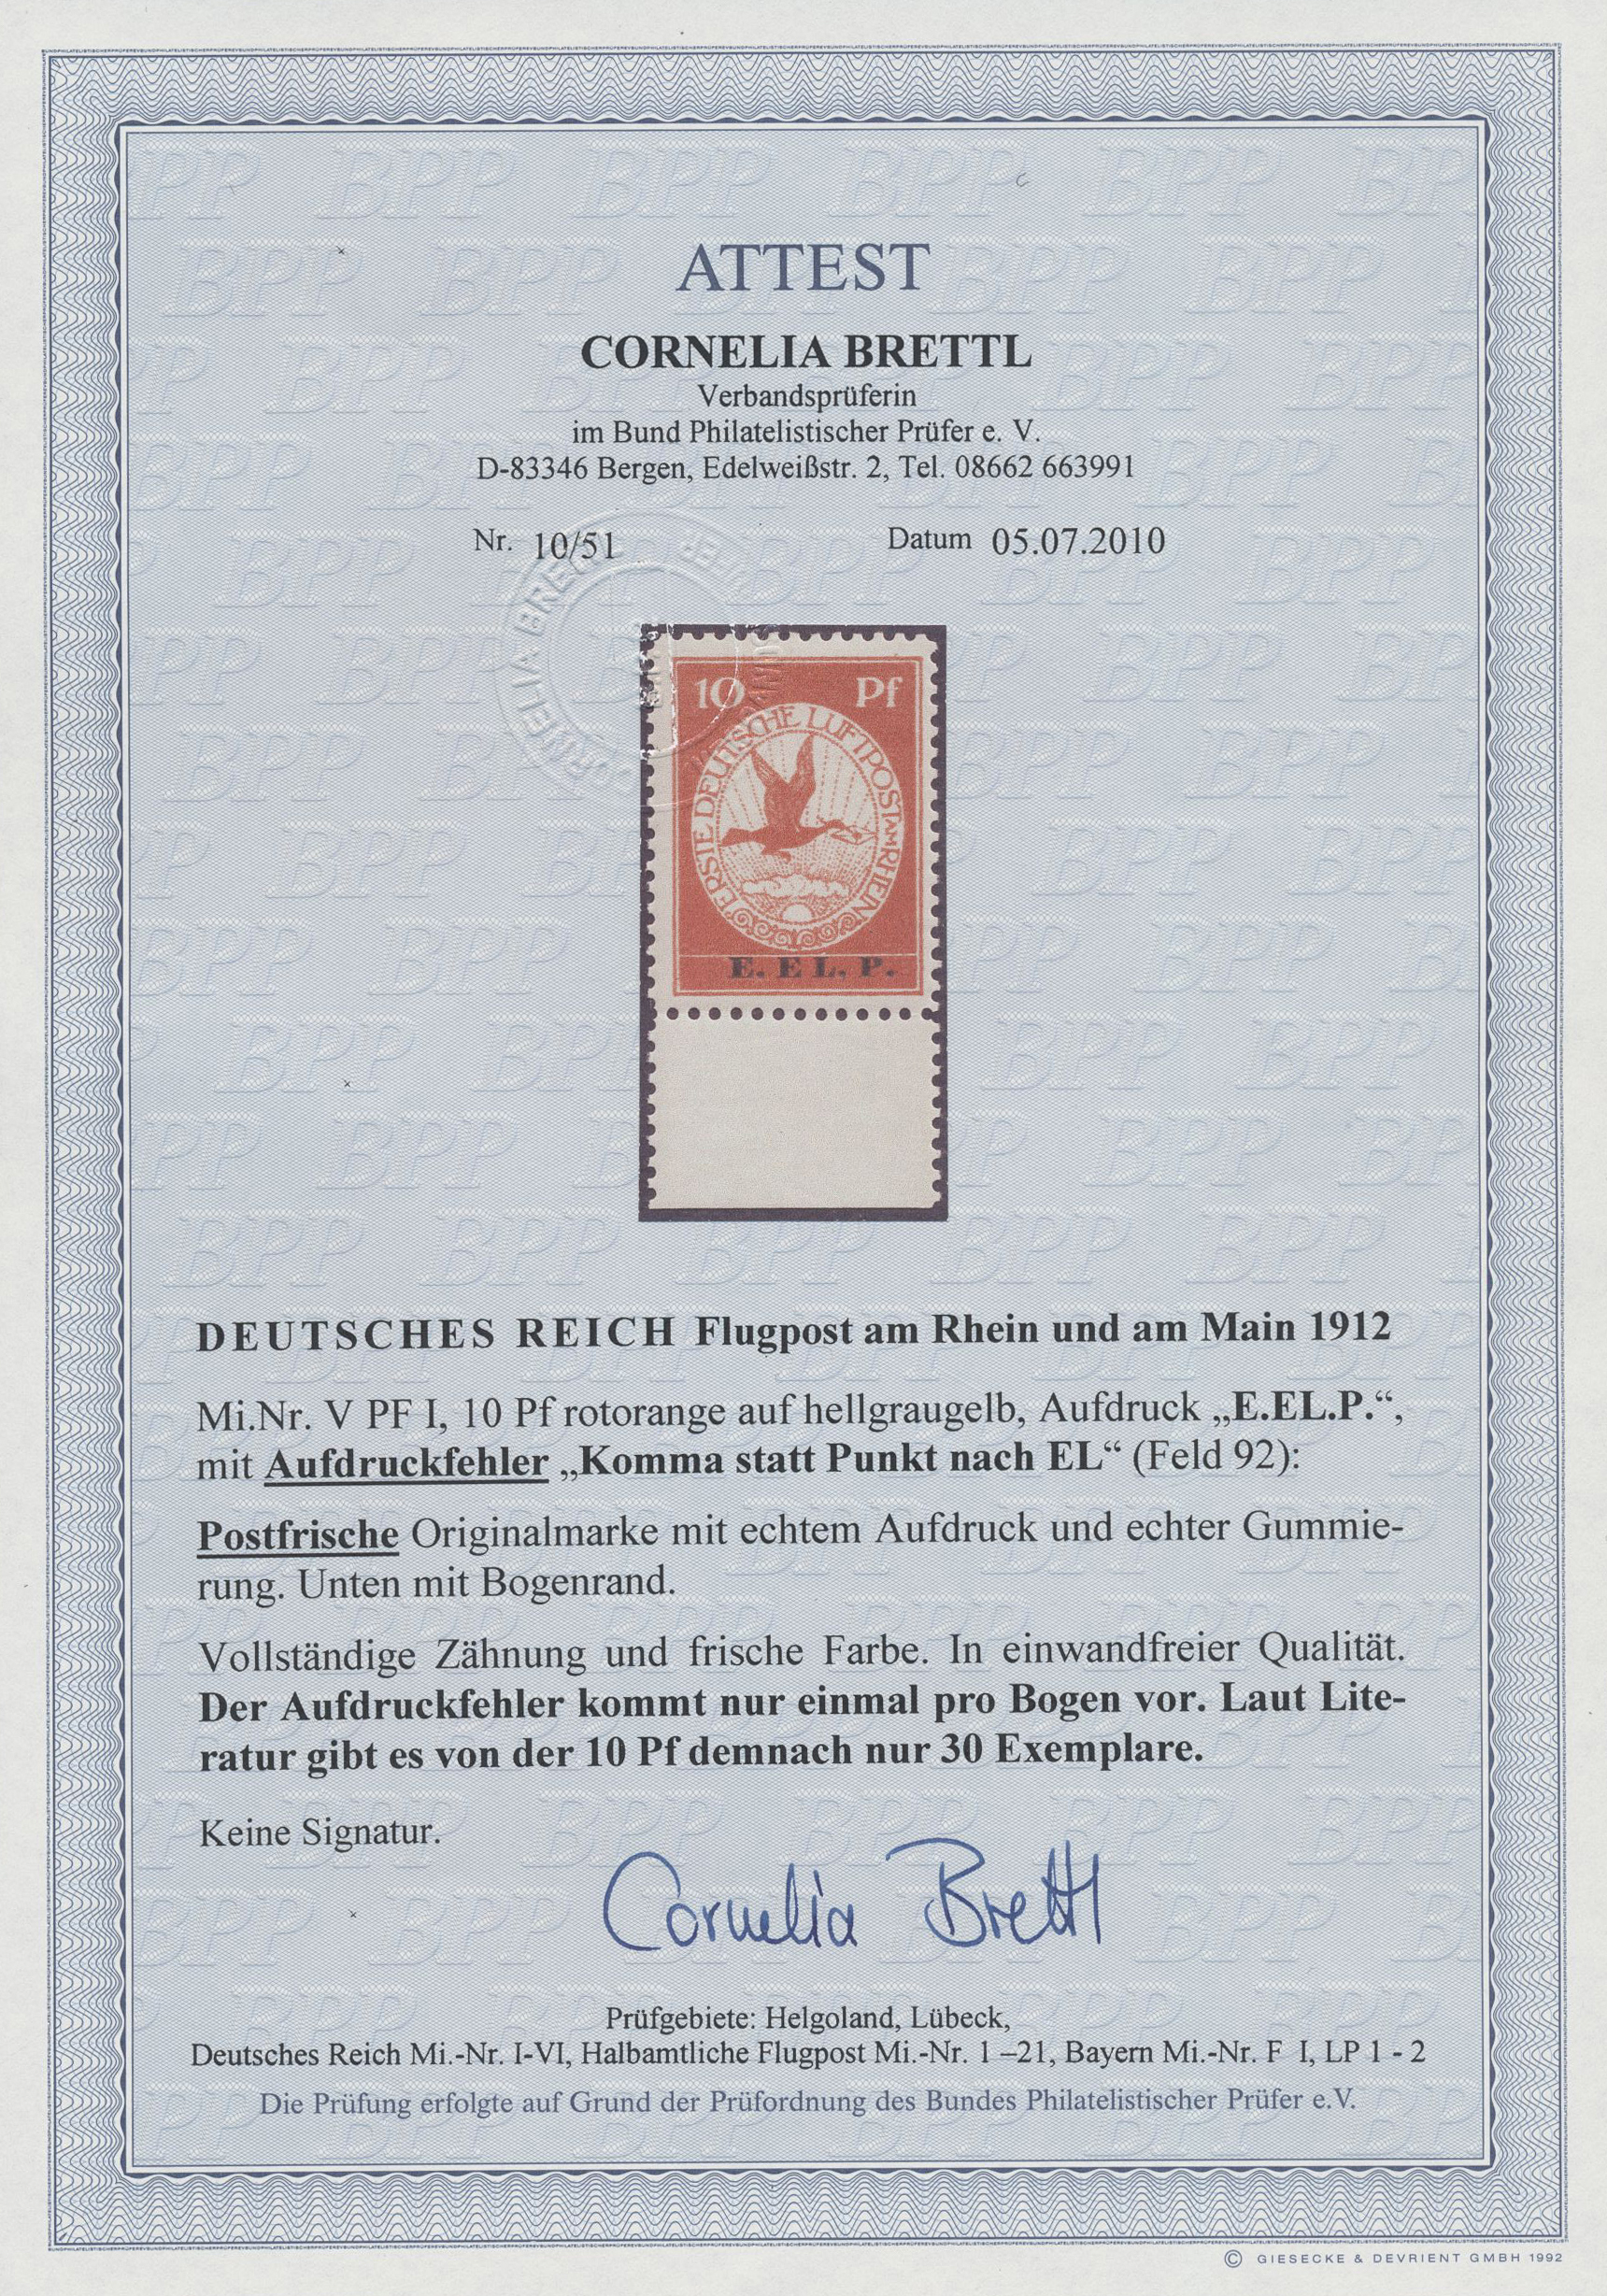 ATTEST
CORNELIA BRETTL
Verbandsprüferin
im Bund Philatelistischer Prüfer e. V.
D-83346 Bergen, Edelweißstr. 2, Tel. 08662 663991
Nr. 10/51 Datum 05.07.2010
10 Pf
ERSTE DEUTSCHE LUFTPOST AM RHEIN
E. E L, P.
DEUTSCHES REICH Flugpost am Rhein und am Main 1912
Mi.Nr. V PF I, 10 Pf rotorange auf hellgraugelb, Aufdruck „E.EL.P.“,
mit Aufdruckfehler „Komma statt Punkt nach EL“ (Feld 92):
Postfrische Originalmarke mit echtem Aufdruck und echter Gummie-
rung. Unten mit Bogenrand.
Vollständige Zähnung und frische Farbe. In einwandfreier Qualität.
Der Aufdruckfehler kommt nur einmal pro Bogen vor. Laut Lite-
ratur gibt es von der 10 Pf demnach nur 30 Exemplare.
Keine Signatur.
Cornelia Brettl
Prüfgebiete: Helgoland, Lübeck,
Deutsches Reich Mi.-Nr. I-VI, Halbamtliche Flugpost Mi.-Nr. 1 –21, Bayern Mi.-Nr. F I, LP 1 - 2
Die Prüfung erfolgte auf Grund der Prüfordnung des Bundes Philatelistischer Prüfer e.V.
© GIESECKE & DEVRIENT GMBH 1992